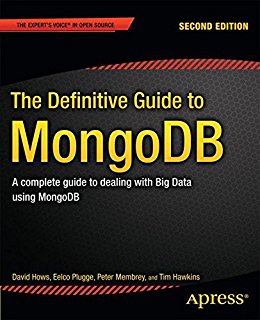 THE EXPERT'S VOICE® IN OPEN SOURCE
SECOND EDITION
The Definitive Guide to
MongoDB
A complete guide to dealing with Big Data
using MongoDB
David Hows, Eelco Plugge, Peter Membrey, and Tim Hawkins
Apress®